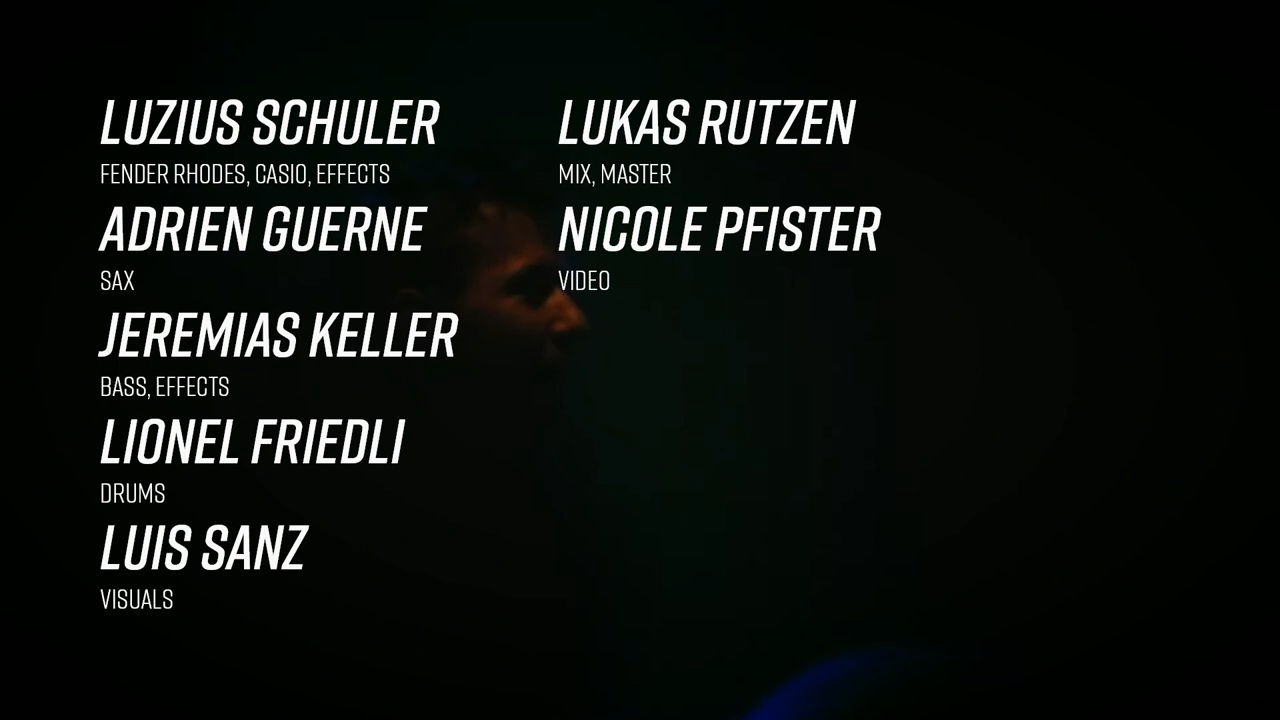 LUZIUS SCHULER
FENDER RHODES, CASIO, EFFECTS
ADRIEN GUERNE
SAX
JEREMIAS KELLER
BASS, EFFECTS
LIONEL FRIEDLI
DRUMS
LUIS SANZ
VISUALS
LUKAS RUTZEN
MIX, MASTER
NICOLE PFISTER
VIDEO